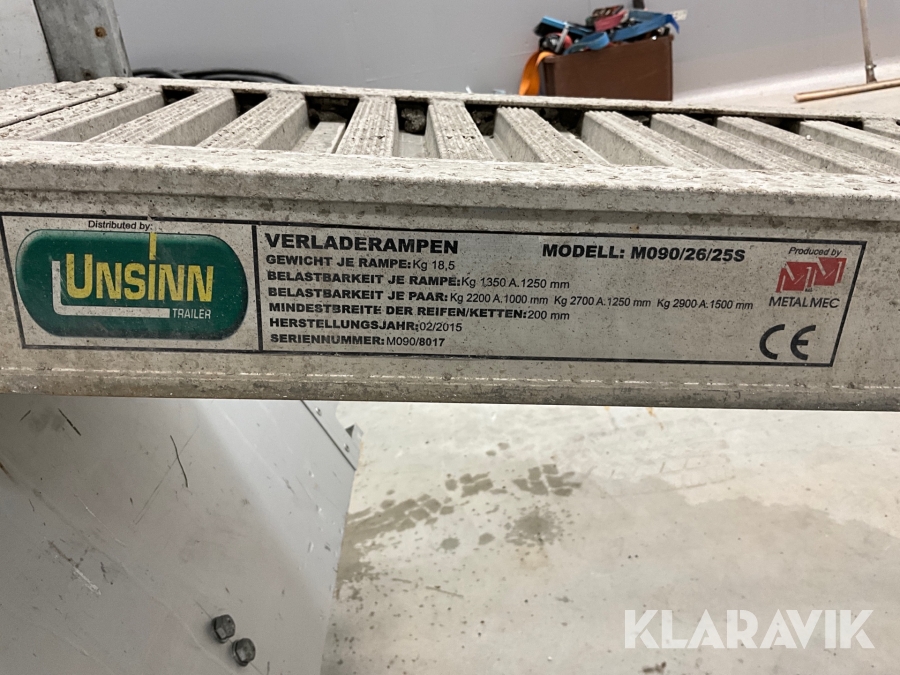 Distributed by:
UNSINN
TRAILER
VERLADERAMPEN MODELL: M090/26/25S
GEWICHT JE RAMPE:Kg 18,5
BELASTBARKEIT JE RAMPE:Kg 1350 A.1250 mm
BELASTBARKEIT JE PAAR:Kg 2200 A.1000 mm Kg 2700 A.1250 mm Kg 2900 A.1500 mm
MINDESTBREITE DER REIFEN/KETTEN:200 mm
HERSTELLUNGSJAHR:02/2015
SERIENNUMMER:M090/8017
Produced by
MM
METALMEC
CE
KLARAVIK